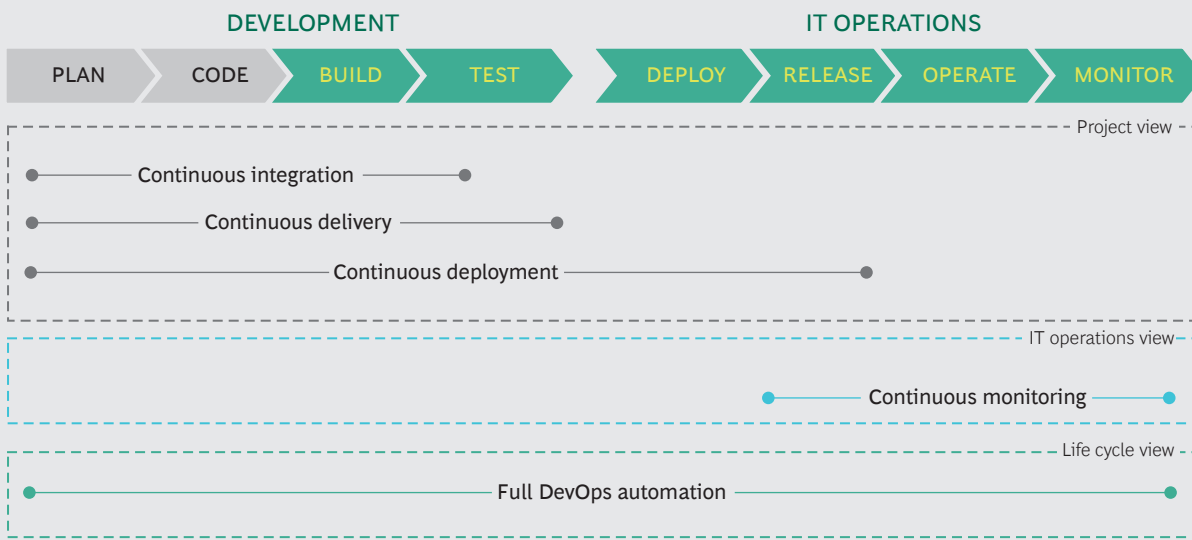 DEVELOPMENT IT OPERATIONS
PLAN CODE BUILD TEST DEPLOY RELEASE OPERATE MONITOR
Project view
Continuous integration
Continuous delivery
Continuous deployment
IT operations view
Continuous monitoring
Life cycle view
Full DevOps automation